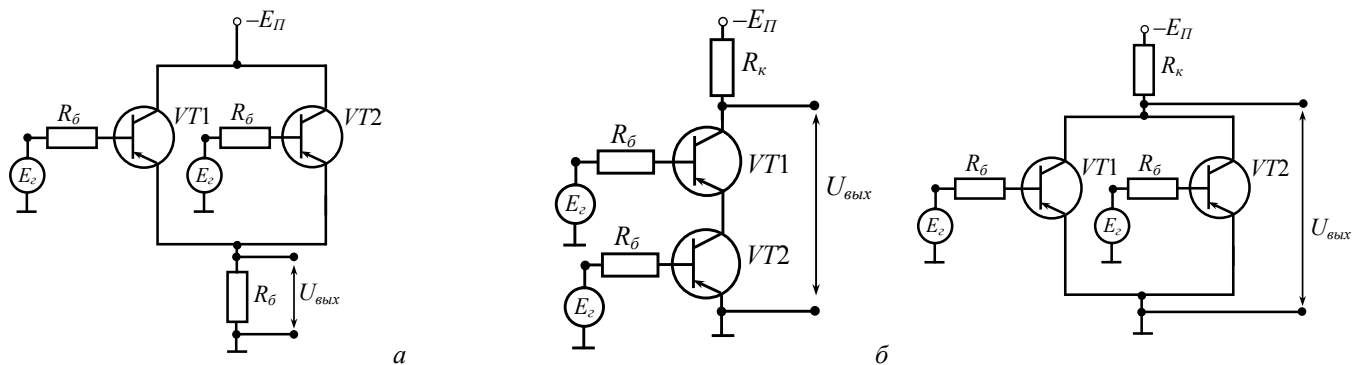 –E_П
R_б
VT1
R_б
VT2
E_г
E_г
R_б
U_вых
а
–E_П
R_к
R_б
VT1
E_г
U_вых
R_б
VT2
E_г
б
–E_П
R_к
R_б
VT1
R_б
VT2
E_г
E_г
U_вых